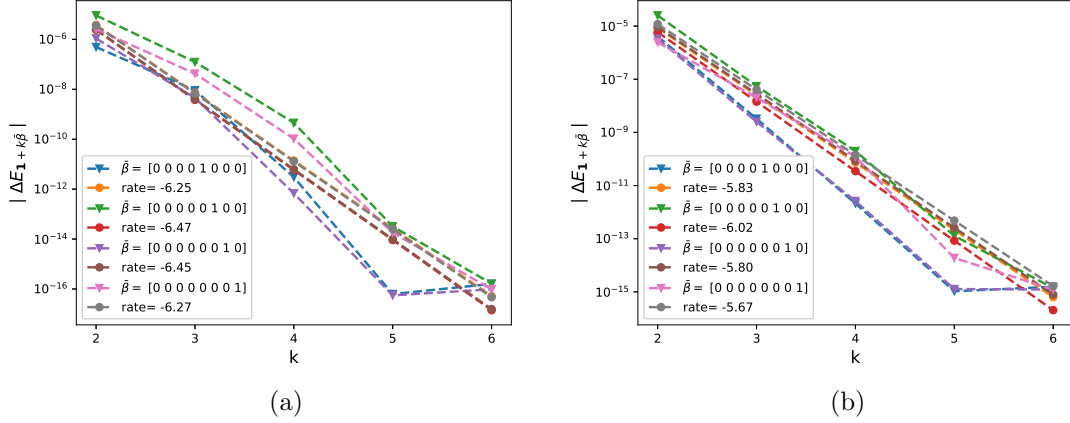 10⁻⁶
10⁻⁸
10⁻¹⁰
10⁻¹²
10⁻¹⁴
10⁻¹⁶
| ΔE₁ ₊ ₖβ̄ |
β̄ = [0 0 0 0 1 0 0 0]
rate= -6.25
β̄ = [0 0 0 0 0 1 0 0]
rate= -6.47
β̄ = [0 0 0 0 0 0 1 0]
rate= -6.45
β̄ = [0 0 0 0 0 0 0 1]
rate= -6.27
2 3 4 5 6
k
(a)
10⁻⁵
10⁻⁷
10⁻⁹
10⁻¹¹
10⁻¹³
10⁻¹⁵
| ΔE₁ ₊ ₖβ̄ |
β̄ = [0 0 0 0 1 0 0 0]
rate= -5.83
β̄ = [0 0 0 0 0 1 0 0]
rate= -6.02
β̄ = [0 0 0 0 0 0 1 0]
rate= -5.80
β̄ = [0 0 0 0 0 0 0 1]
rate= -5.67
2 3 4 5 6
k
(b)